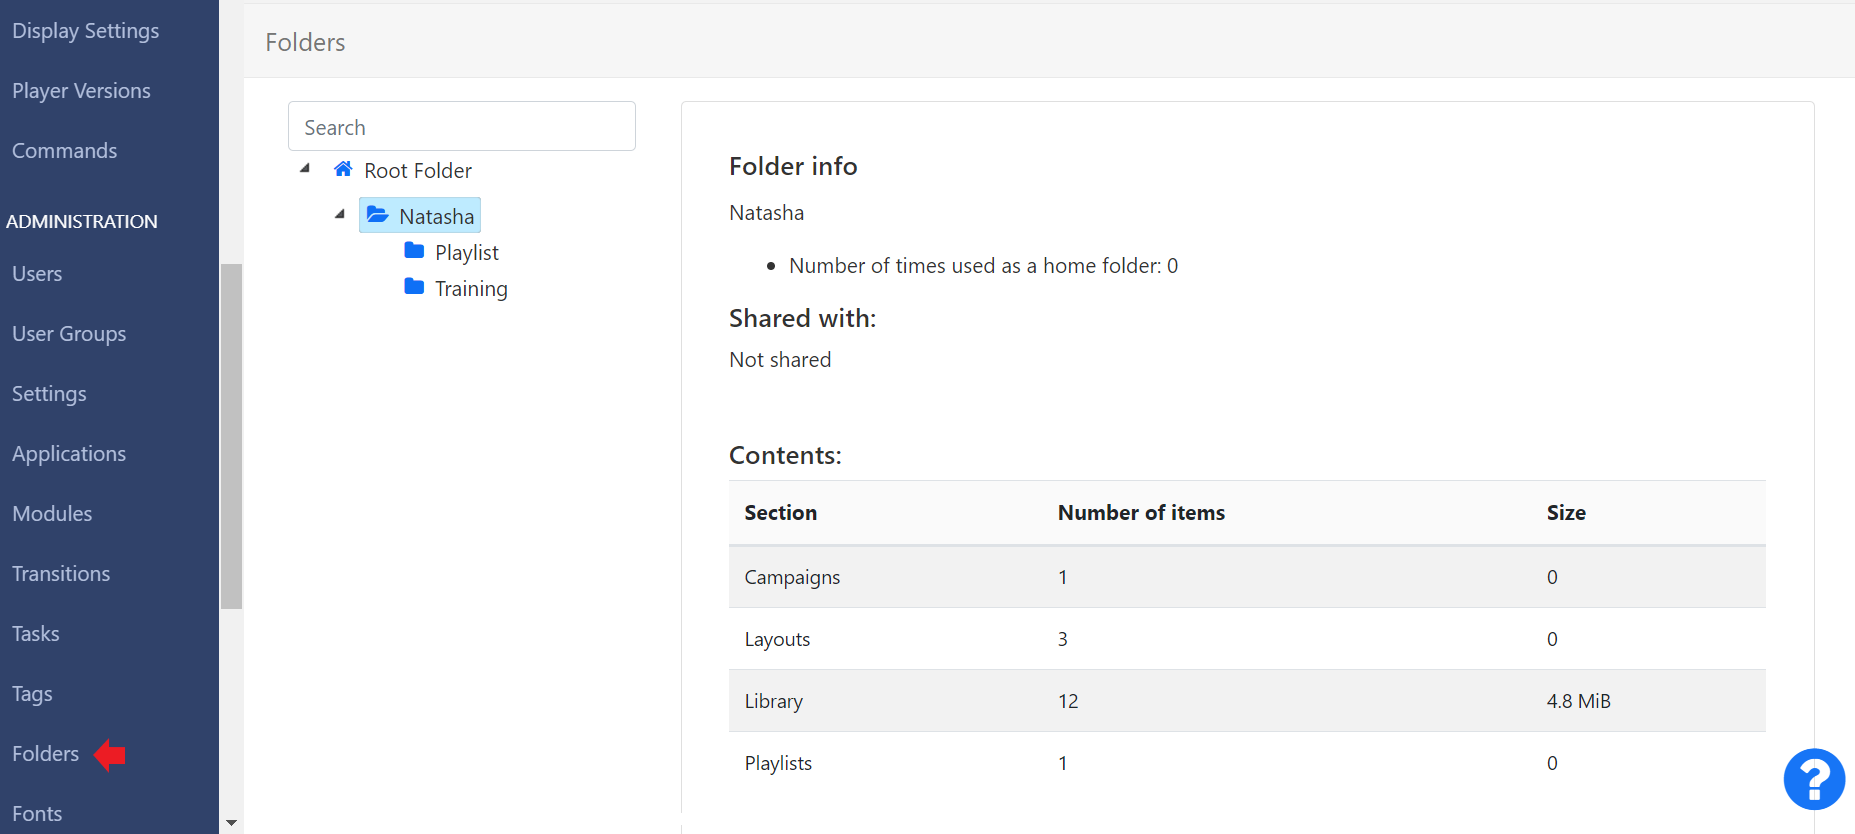 Display Settings
Player Versions
Commands
ADMINISTRATION
Users
User Groups
Settings
Applications
Modules
Transitions
Tasks
Tags
Folders
Fonts
Folders
Search
Root Folder
Natasha
Playlist
Training
Folder info
Natasha
• Number of times used as a home folder: 0
Shared with:
Not shared
Contents:
Section Number of items Size
Campaigns 1 0
Layouts 3 0
Library 12 4.8 MiB
Playlists 1 0
?